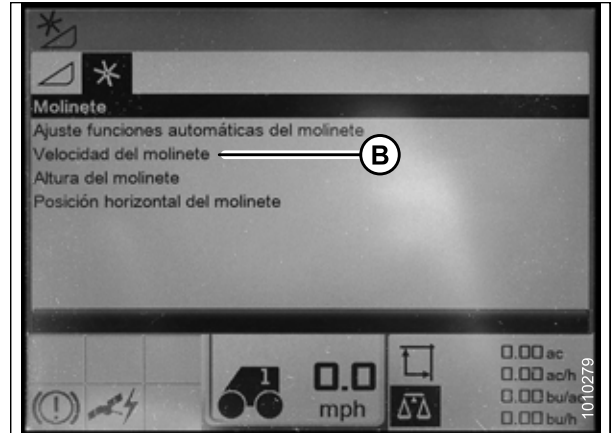 Molinete
Ajuste funciones automáticas del molinete
Velocidad del molinete
B
Altura del molinete
Posición horizontal del molinete
1
0.0
mph
0.00 ac
0.00 ac/h
0.00 bu/ac
0.00 bu/h
1010279